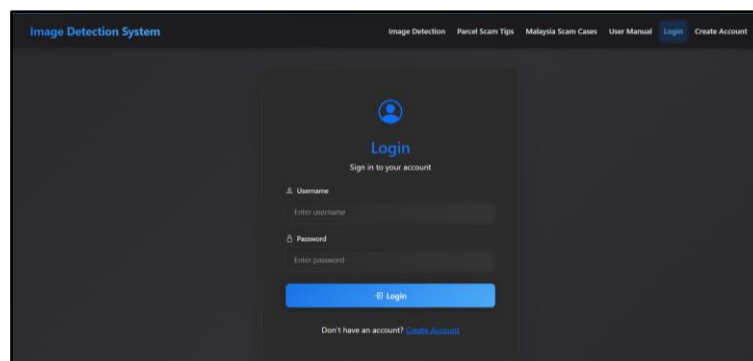 Image Detection System
Image Detection Parcel Scam Tips Malaysia Scam Cases User Manual Login Create Account
Login
Sign in to your account
Username
Enter username
Password
Enter password
Login
Don't have an account? Create Account